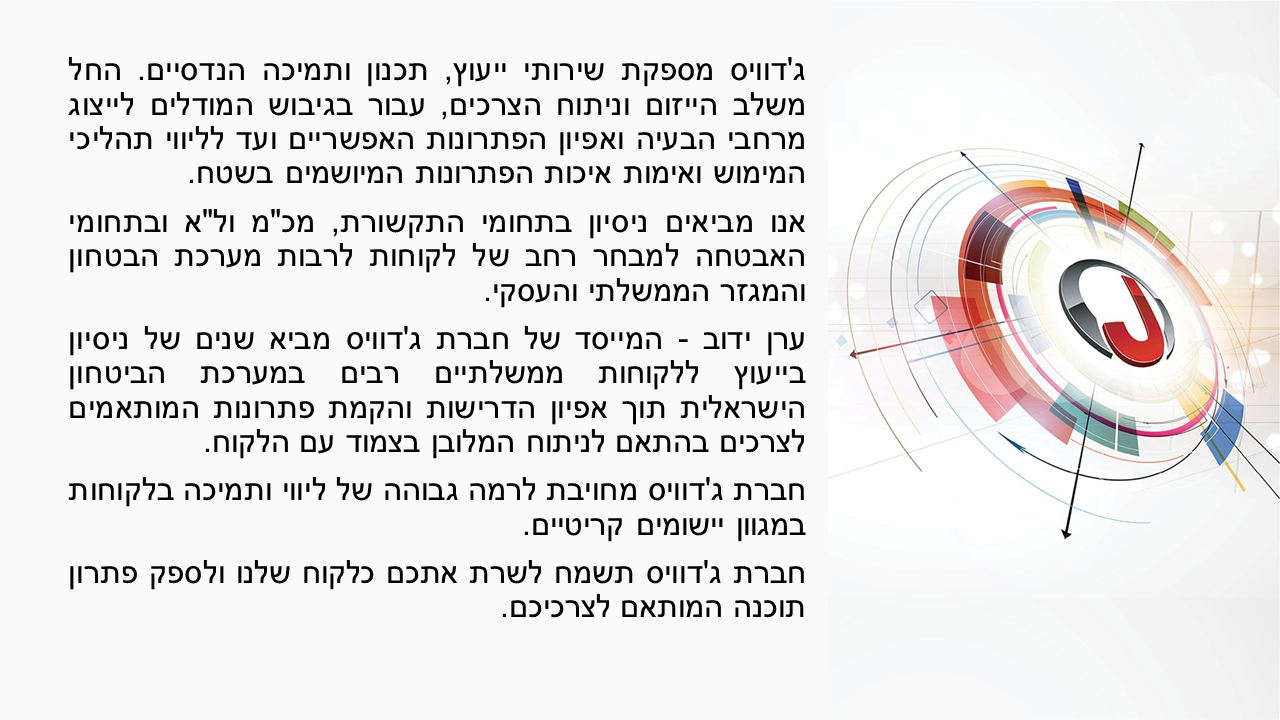 ג'דוויס מספקת שירותי ייעוץ, תכנון ותמיכה הנדסיים. החל
משלב הייזום וניתוח הצרכים, עבור בגיבוש המודלים לייצוג
מרחבי הבעיה ואפיון הפתרונות האפשריים ועד לליווי תהליכי
המימוש ואימות איכות הפתרונות המיושמים בשטח.
אנו מביאים ניסיון בתחומי התקשורת, מכ"מ ול"א ובתחומי
האבטחה למבחר רחב של לקוחות לרבות מערכת הבטחון
והמגזר הממשלתי והעסקי.
ערן ידוב - המייסד של חברת ג'דוויס מביא שנים של ניסיון
בייעוץ ללקוחות ממשלתיים רבים במערכת הביטחון
הישראלית תוך אפיון הדרישות והקמת פתרונות המותאמים
לצרכים בהתאם לניתוח המלובן בצמוד עם הלקוח.
חברת ג'דוויס מחויבת לרמה גבוהה של ליווי ותמיכה בלקוחות
במגוון יישומים קריטיים.
חברת ג'דוויס תשמח לשרת אתכם כלקוח שלנו ולספק פתרון
תוכנה המותאם לצרכיכם.
J